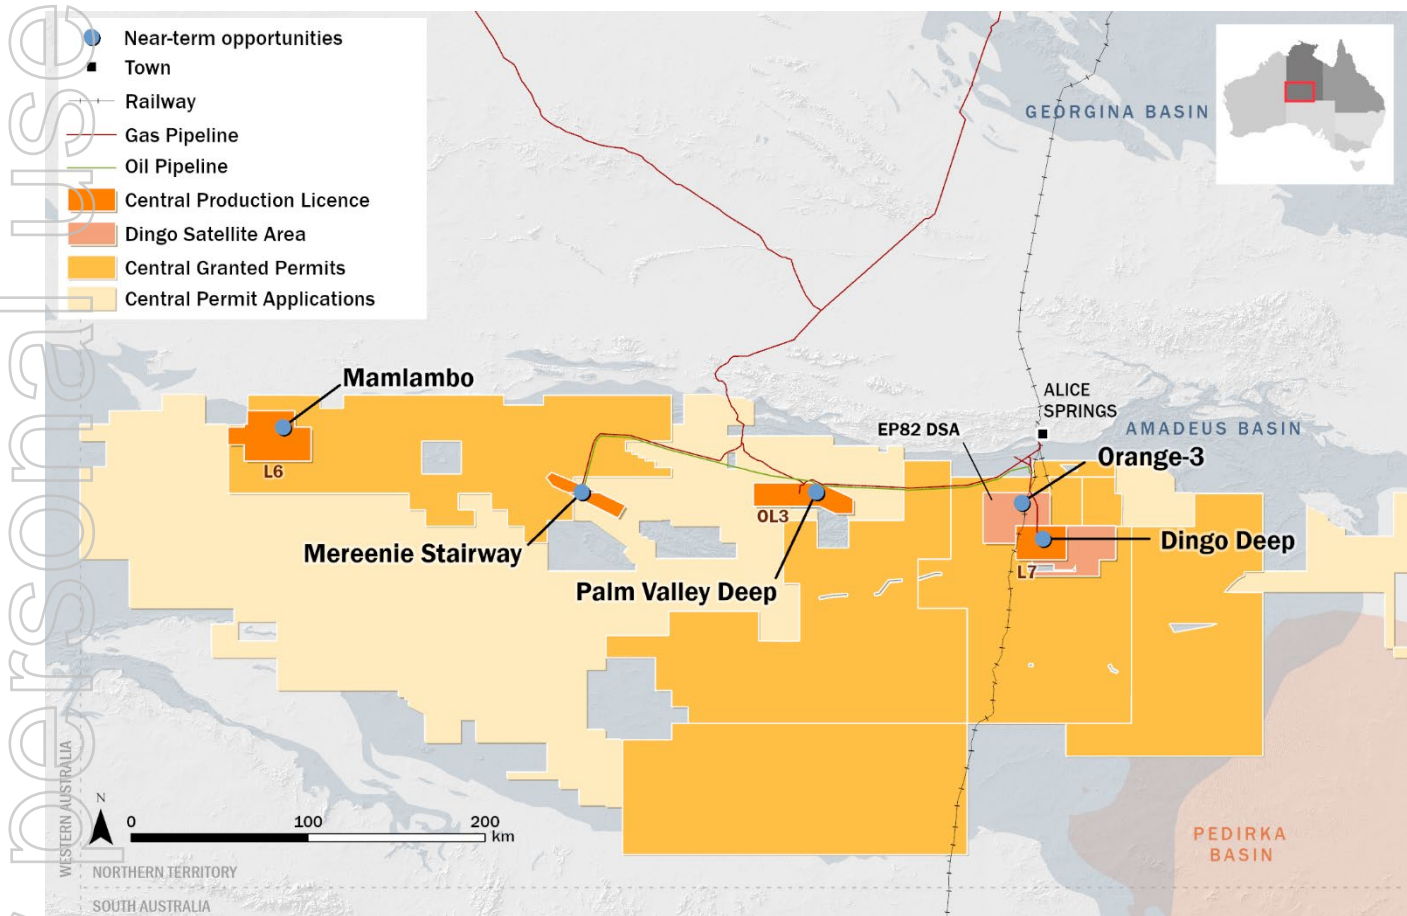 personal use
Near-term opportunities
Town
Railway
Gas Pipeline
Oil Pipeline
Central Production Licence
Dingo Satellite Area
Central Granted Permits
Central Permit Applications
GEORGINA BASIN
Mamlambo
L6
ALICE
SPRINGS
EP82 DSA
AMADEUS BASIN
Orange-3
OL3
Mereenie Stairway
Dingo Deep
L7
Palm Valley Deep
WESTERN AUSTRALIA
N
0 100 200
km
PEDIRKA
BASIN
NORTHERN TERRITORY
SOUTH AUSTRALIA